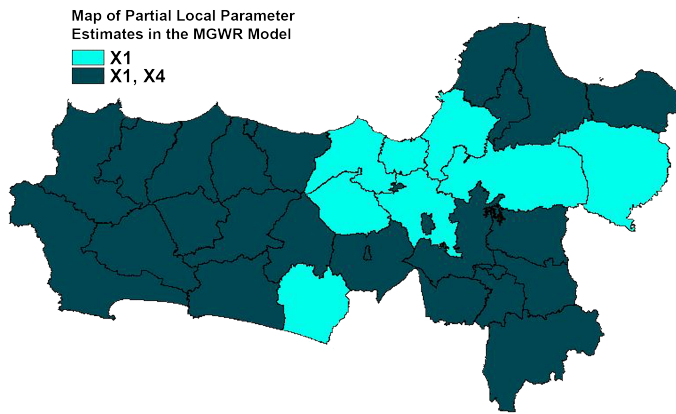 Map of Partial Local Parameter
Estimates in the MGWR Model
X1
X1, X4